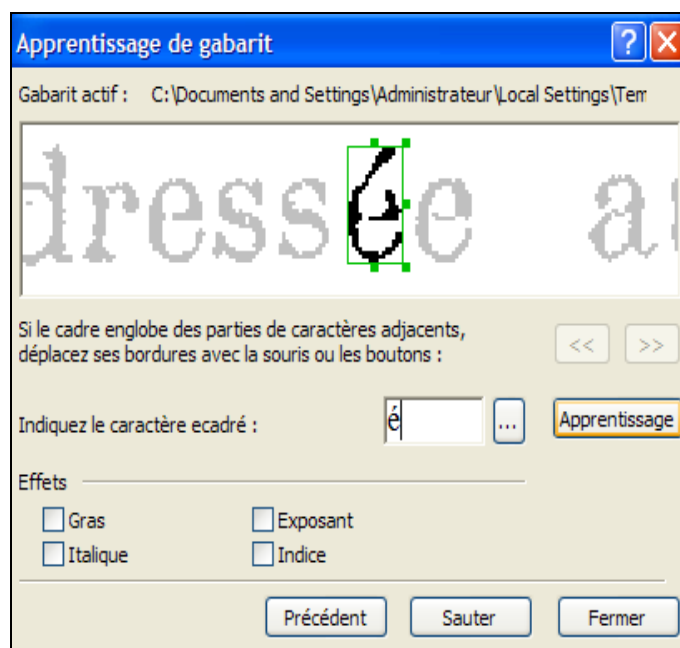 Apprentissage de gabarit
Gabarit actif : C:\Documents and Settings\Administrateur\Local Settings\Tem
dressée a
Si le cadre englobe des parties de caractères adjacents,
déplacez ses bordures avec la souris ou les boutons :
<< >>
Indiquez le caractère ecadré : é ... Apprentissage
Effets
Gras Exposant
Italique Indice
Précédent Sauter Fermer